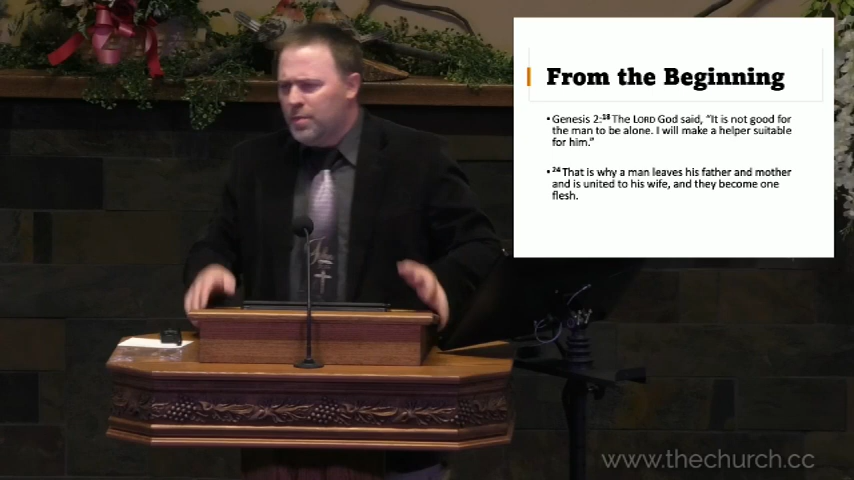 From the Beginning
• Genesis 2:18 The LORD God said, “It is not good for
the man to be alone. I will make a helper suitable
for him.”
• 24 That is why a man leaves his father and mother
and is united to his wife, and they become one
flesh.
www.thechurch.cc